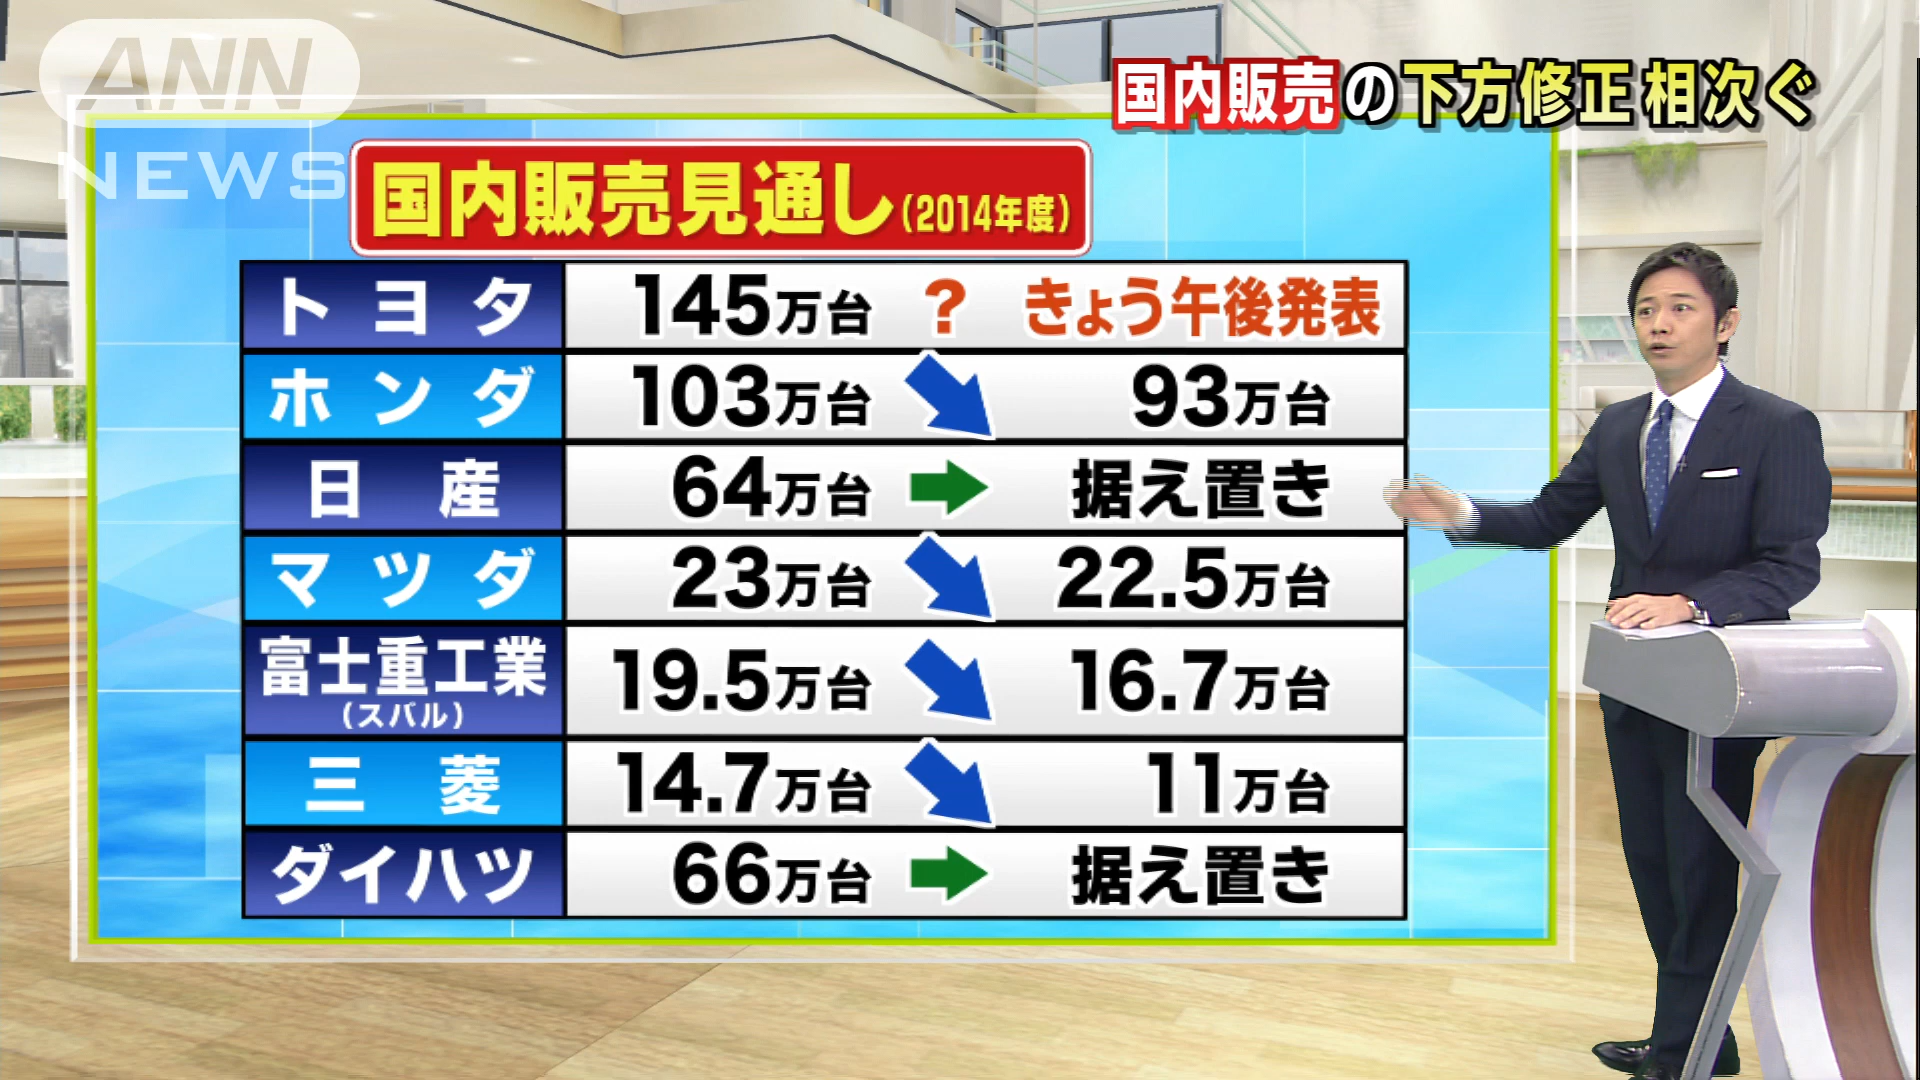 ANN
NEWS
国内販売の下方修正相次ぐ
国内販売見通し(2014年度)
トヨタ 145万台 ? きょう午後発表
ホンダ 103万台 93万台
日産 64万台 据え置き
マツダ 23万台 22.5万台
富士重工業 19.5万台 16.7万台
(スバル)
三菱 14.7万台 11万台
ダイハツ 66万台 据え置き